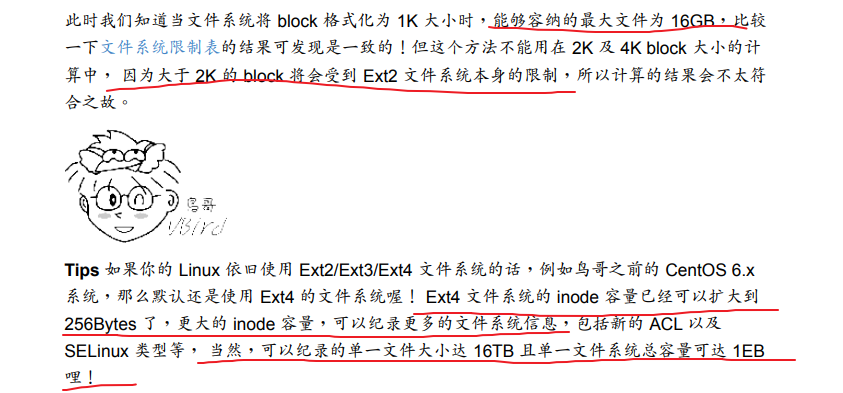 此时我们知道当文件系统将 block 格式化为 1K 大小时,能够容纳的最大文件为 16GB,比较
一下文件系统限制表的结果可发现是一致的!但这个方法不能用在 2K 及 4K block 大小的计
算中,因为大于 2K 的 block 将会受到 Ext2 文件系统本身的限制,所以计算的结果会不太符
合之故。
鸟哥
VBird
Tips 如果你的 Linux 依旧使用 Ext2/Ext3/Ext4 文件系统的话,例如鸟哥之前的 CentOS 6.x
系统,那么默认还是使用 Ext4 的文件系统喔!Ext4 文件系统的 inode 容量已经可以扩大到
256Bytes 了,更大的 inode 容量,可以纪录更多的文件系统信息,包括新的 ACL 以及
SELinux 类型等,当然,可以纪录的单一文件大小达 16TB 且单一文件系统总容量可达 1EB
哩!